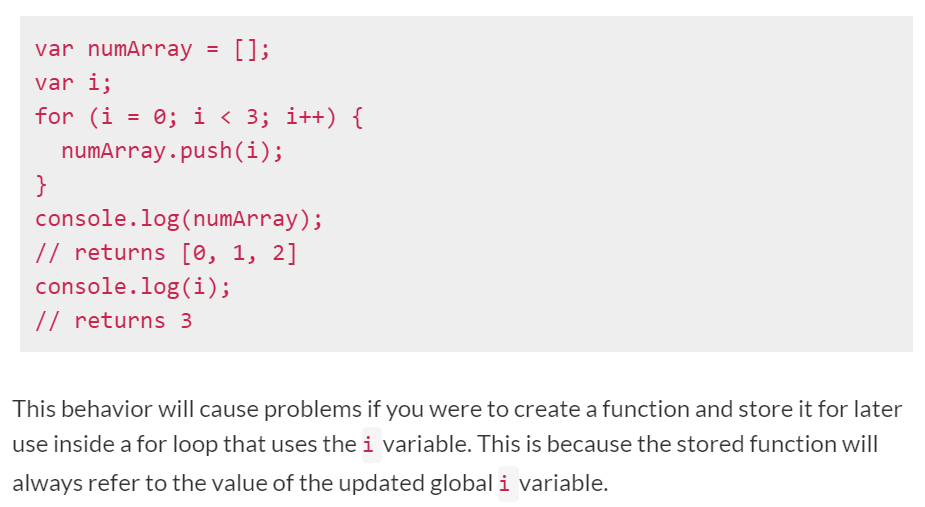 var numArray = [];
var i;
for (i = 0; i < 3; i++) {
  numArray.push(i);
}
console.log(numArray);
// returns [0, 1, 2]
console.log(i);
// returns 3
This behavior will cause problems if you were to create a function and store it for later
use inside a for loop that uses the i variable. This is because the stored function will
always refer to the value of the updated global i variable.